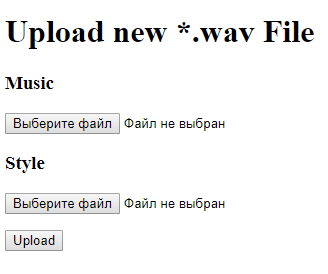 Upload new *.wav File
Music
Выберите файл Файл не выбран
Style
Выберите файл Файл не выбран
Upload